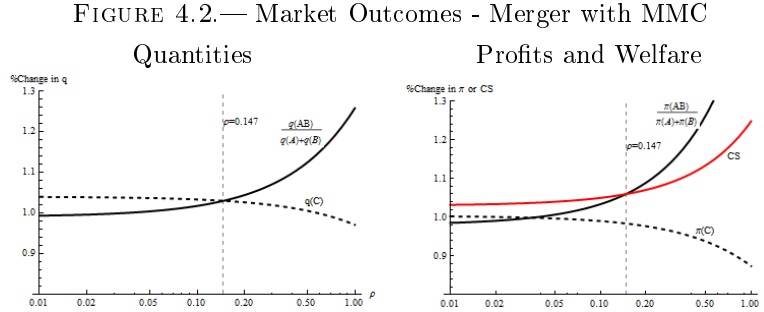 FIGURE 4.2.— Market Outcomes - Merger with MMC
Quantities
%Change in q
1.3
1.2
1.1
1.0
0.9
ρ=0.147
q(AB)
q(A)+q(B)
q(C)
0.01 0.02 0.05 0.10 0.20 0.50 1.00 ρ
Profits and Welfare
%Change in π or CS
1.3
1.2
1.1
1.0
0.9
π(AB)
π(A)+π(B)
ρ=0.147
CS
π(C)
0.01 0.02 0.05 0.10 0.20 0.50 1.00